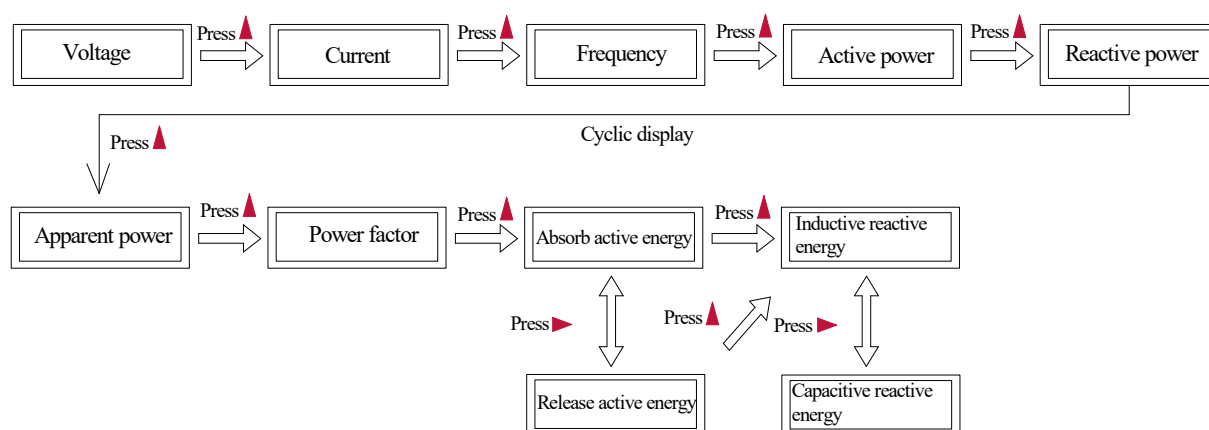 Press
Press
Press
Press
Voltage
Current
Frequency
Active power
Reactive power
Press
Cyclic display
Press
Press
Press
Apparent power
Power factor
Absorb active energy
Inductive reactive
energy
Press
Press
Press
Release active energy
Capacitive reactive
energy